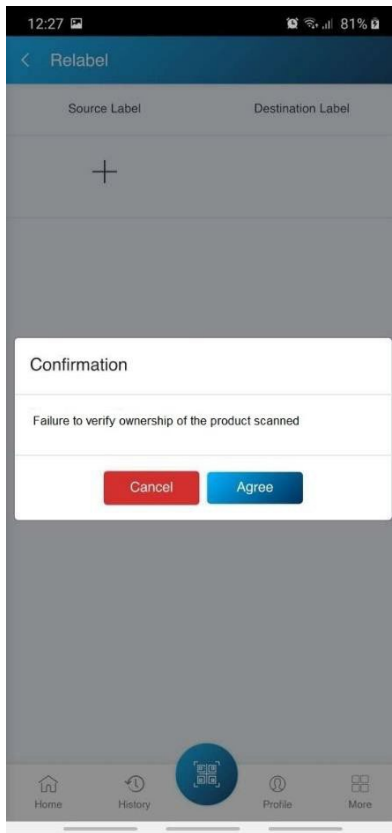 12:27 81%
Relabel
Source Label Destination Label
Confirmation
Failure to verify ownership of the product scanned
Cancel Agree
Home History Profile More